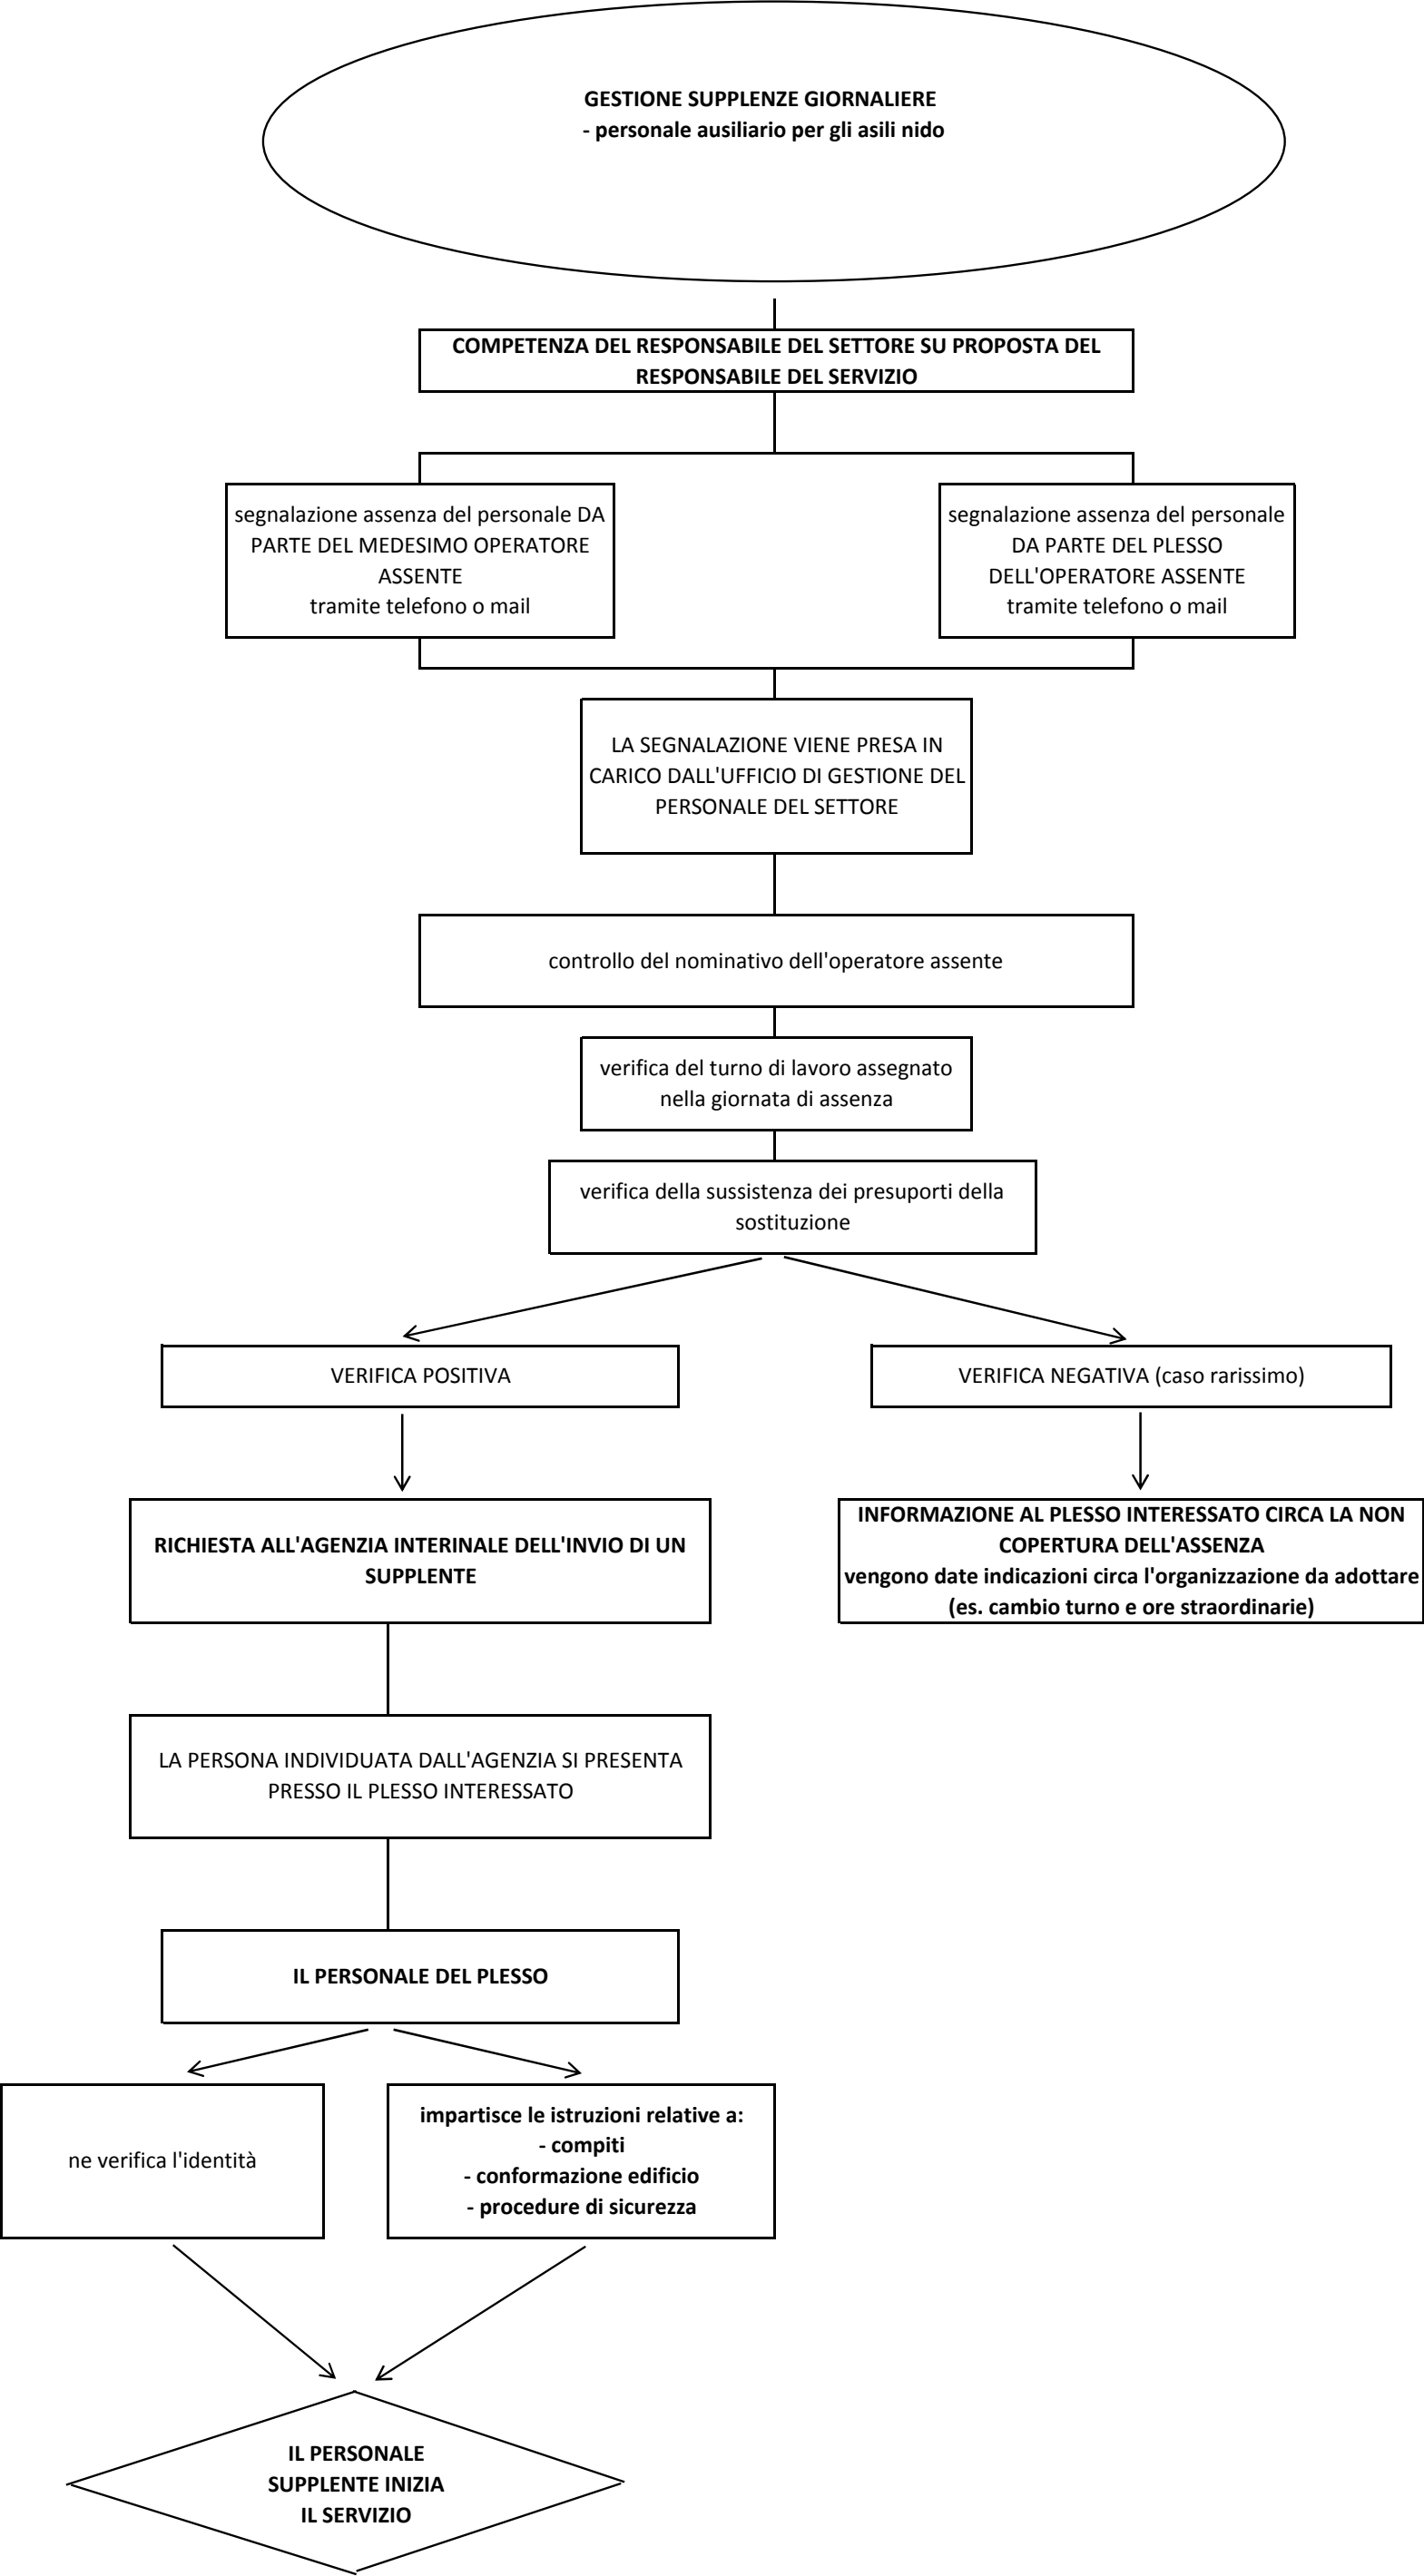 GESTIONE SUPPLENZE GIORNALIERE
- personale ausiliario per gli asili nido
COMPETENZA DEL RESPONSABILE DEL SETTORE SU PROPOSTA DEL
RESPONSABILE DEL SERVIZIO
segnalazione assenza del personale DA
PARTE DEL MEDESIMO OPERATORE
ASSENTE
tramite telefono o mail
segnalazione assenza del personale
DA PARTE DEL PLESSO
DELL'OPERATORE ASSENTE
tramite telefono o mail
LA SEGNALAZIONE VIENE PRESA IN
CARICO DALL'UFFICIO DI GESTIONE DEL
PERSONALE DEL SETTORE
controllo del nominativo dell'operatore assente
verifica del turno di lavoro assegnato
nella giornata di assenza
verifica della sussistenza dei presuporti della
sostituzione
VERIFICA POSITIVA
VERIFICA NEGATIVA (caso rarissimo)
RICHIESTA ALL'AGENZIA INTERINALE DELL'INVIO DI UN
SUPPLENTE
INFORMAZIONE AL PLESSO INTERESSATO CIRCA LA NON
COPERTURA DELL'ASSENZA
vengono date indicazioni circa l'organizzazione da adottare
(es. cambio turno e ore straordinarie)
LA PERSONA INDIVIDUATA DALL'AGENZIA SI PRESENTA
PRESSO IL PLESSO INTERESSATO
IL PERSONALE DEL PLESSO
ne verifica l'identità
impartisce le istruzioni relative a:
- compiti
- conformazione edificio
- procedure di sicurezza
IL PERSONALE
SUPPLENTE INIZIA
IL SERVIZIO